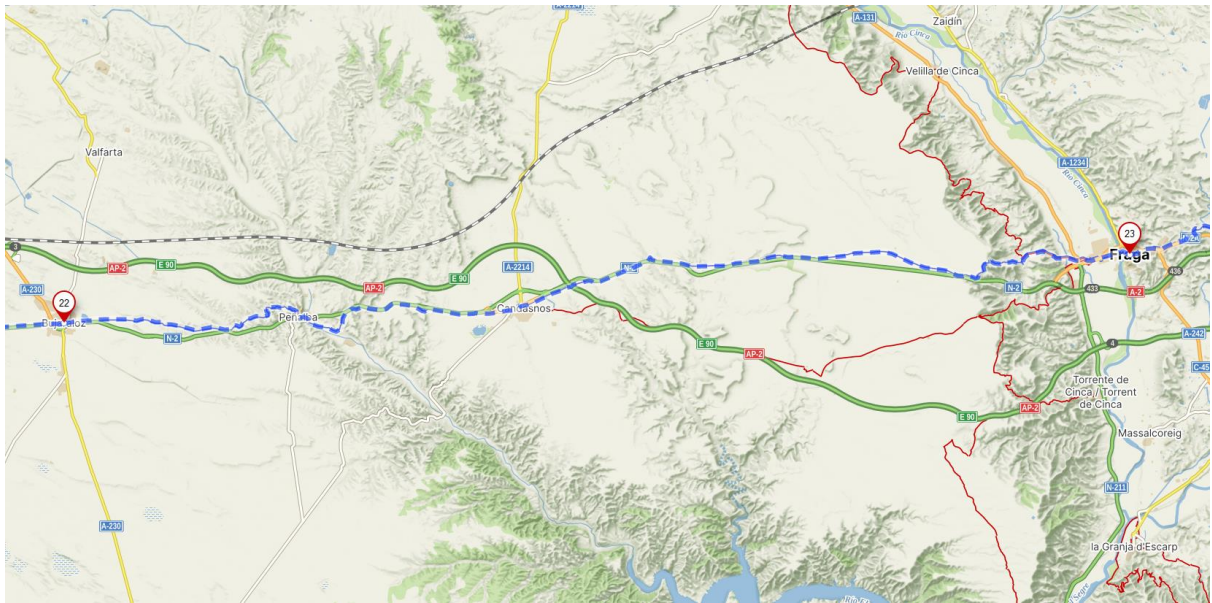 A-131
Río Cinca
Zaidín
Velilla de Cinca
Valfarta
A-1234
Río Cinca
23
Fraga
3
AP-2
E 90
E 90
A-2214
436
A-230
22
AP-2
N-2
433
A-2
Candasnos
Peñalba
N-2
A-242
4
E 90
AP-2
Torrente de
Cinca / Torrent
de Cinca
AP-2
E 90
Massalcoreig
N-211
A-230
la Granja d'Escarp